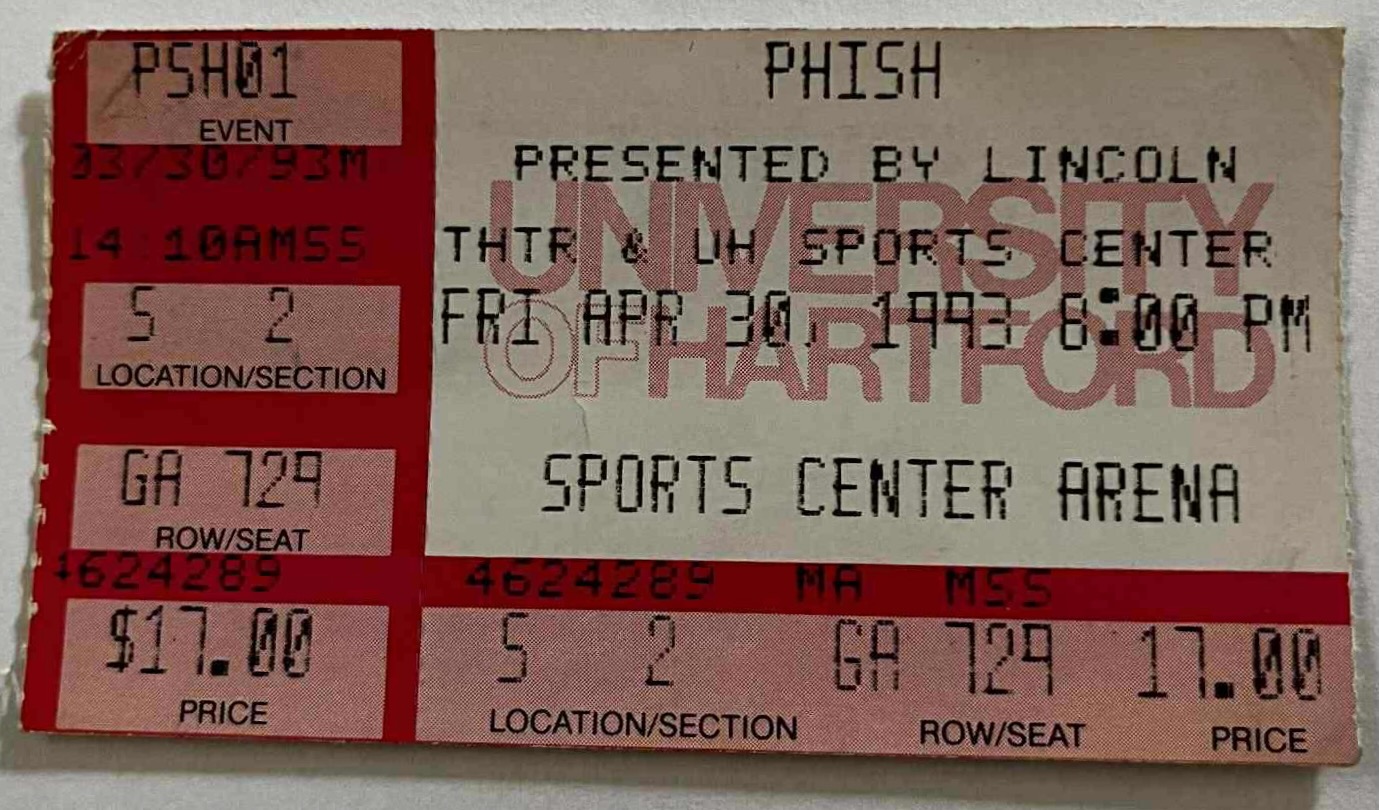 PSH01
EVENT
03/30/93M
14:10AMSS
S 2
LOCATION/SECTION
GA 729
ROW/SEAT
4624289
$17.00
PRICE
PHISH
PRESENTED BY LINCOLN
THTR & UH SPORTS CENTER
FRI APR 30, 1993 8:00 PM
UNIVERSITY
OF HARTFORD
SPORTS CENTER ARENA
4624289 MA MSS
S 2 GA 729 17.00
LOCATION/SECTION ROW/SEAT PRICE